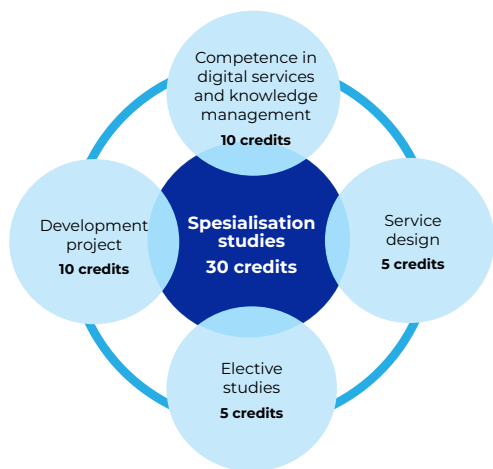 Competence in
digital services
and knowledge
management
10 credits
Development
project
10 credits
Spesialisation
studies
30 credits
Service
design
5 credits
Elective
studies
5 credits